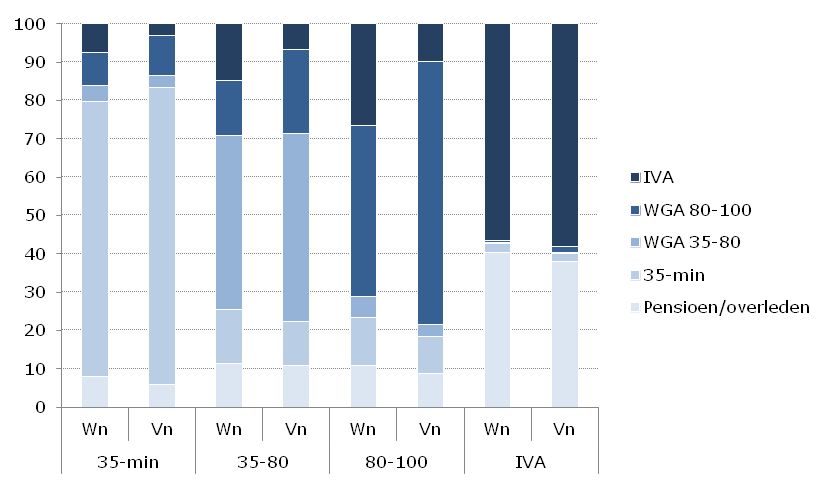 100
90
80
70
60
50
40
30
20
10
0
IVA
WGA 80-100
WGA 35-80
35-min
Pensioen/overleden
Wn Vn Wn Vn Wn Vn Wn Vn
35-min 35-80 80-100 IVA